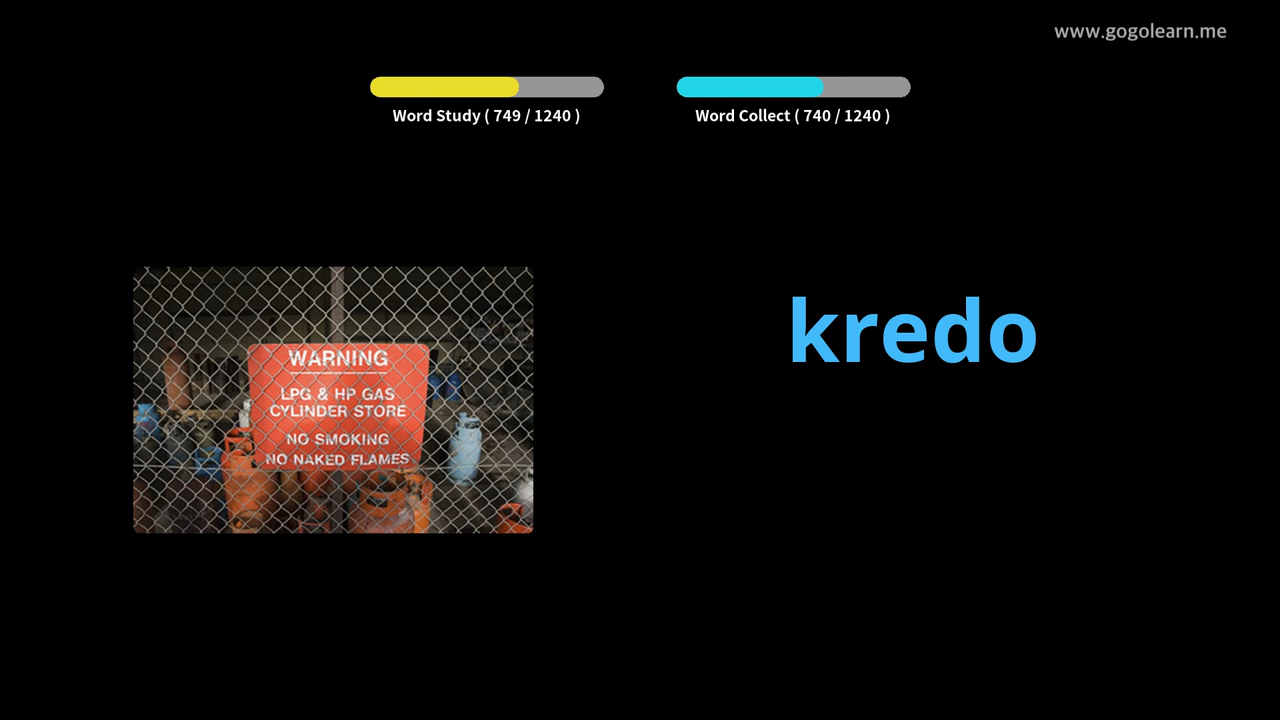 www.gogolearn.me
Word Study ( 749 / 1240 )
Word Collect ( 740 / 1240 )
kredo
WARNING
LPG & HP GAS
CYLINDER STORE
NO SMOKING
NO NAKED FLAMES